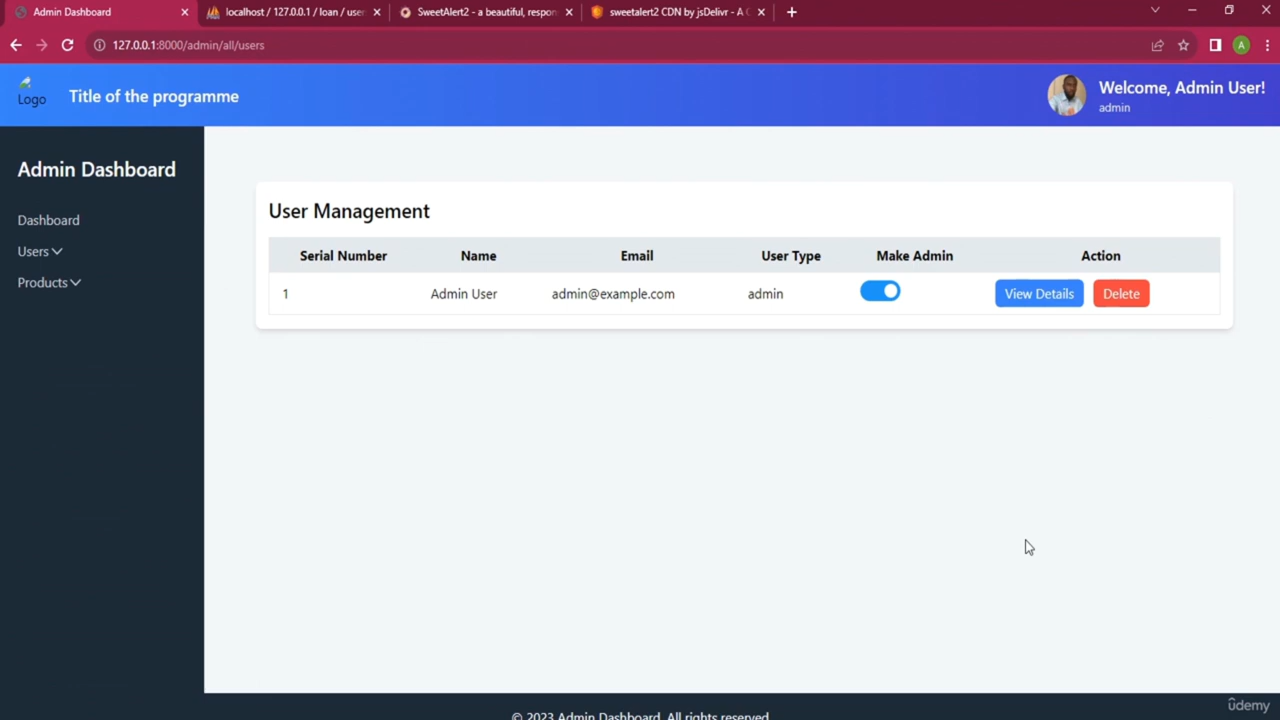 Admin Dashboard
localhost / 127.0.0.1 / loan / user
SweetAlert2 - a beautiful, respon
sweetalert2 CDN by jsDelivr - A C
127.0.0.1:8000/admin/all/users
A
Logo
Title of the programme
Welcome, Admin User!
admin
Admin Dashboard
Dashboard
Users
Products
User Management
Serial Number Name Email User Type Make Admin Action
1 Admin User admin@example.com admin View Details Delete
© 2023 Admin Dashboard. All rights reserved.
udemy